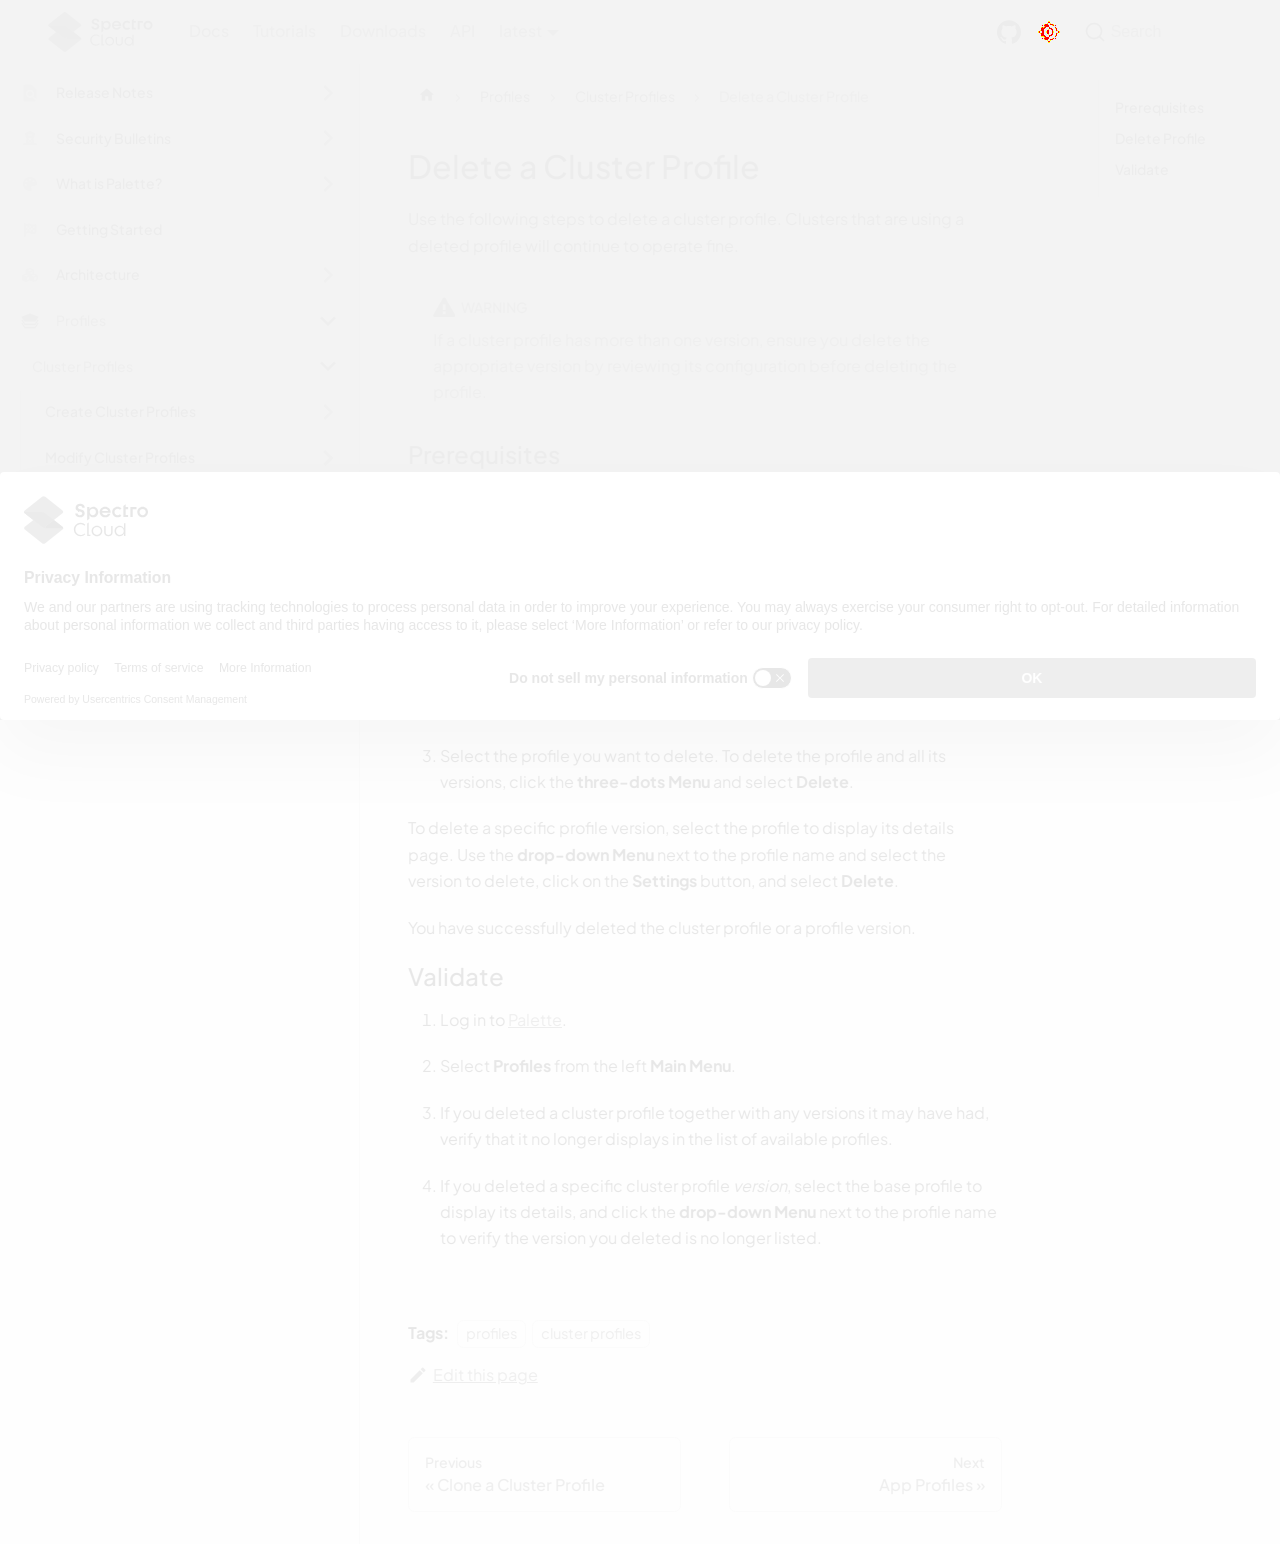 Spectro Cloud
Docs Tutorials Downloads API latest
Search
Release Notes
Security Bulletins
What is Palette?
Getting Started
Architecture
Profiles
Cluster Profiles
Create Cluster Profiles
Modify Cluster Profiles
Profiles Cluster Profiles Delete a Cluster Profile
Delete a Cluster Profile
Use the following steps to delete a cluster profile. Clusters that are using a
deleted profile will continue to operate fine.
WARNING
If a cluster profile has more than one version, ensure you delete the
appropriate version by reviewing its configuration before deleting the
profile.
Prerequisites
Prerequisites
Delete Profile
Validate
Spectro
Cloud
Privacy Information
We and our partners are using tracking technologies to process personal data in order to improve your experience. You may always exercise your consumer right to opt-out. For detailed information
about personal information we collect and third parties having access to it, please select ‘More Information’ or refer to our privacy policy.
Privacy policy Terms of service More Information
Powered by Usercentrics Consent Management
Do not sell my personal information
OK
3. Select the profile you want to delete. To delete the profile and all its
versions, click the three-dots Menu and select Delete.
To delete a specific profile version, select the profile to display its details
page. Use the drop-down Menu next to the profile name and select the
version to delete, click on the Settings button, and select Delete.
You have successfully deleted the cluster profile or a profile version.
Validate
1. Log in to Palette.
2. Select Profiles from the left Main Menu.
3. If you deleted a cluster profile together with any versions it may have had,
verify that it no longer displays in the list of available profiles.
4. If you deleted a specific cluster profile version, select the base profile to
display its details, and click the drop-down Menu next to the profile name
to verify the version you deleted is no longer listed.
Tags: profiles cluster profiles
Edit this page
Previous
« Clone a Cluster Profile
Next
App Profiles »